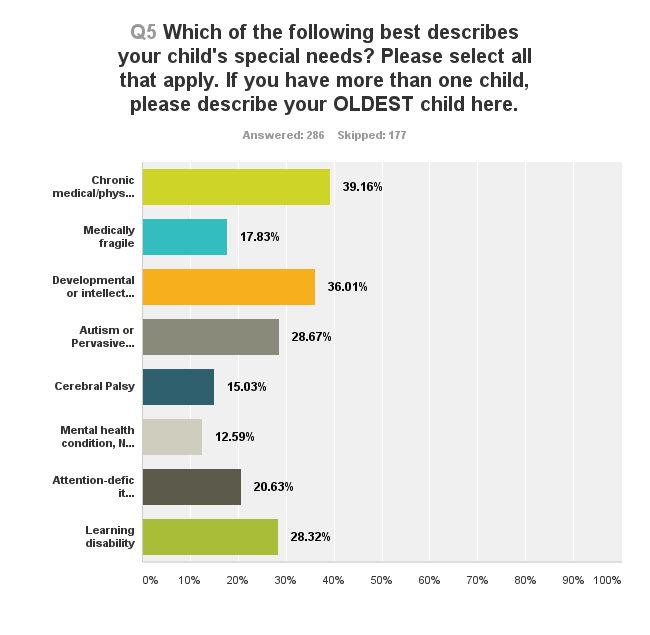 Q5 Which of the following best describes
your child's special needs? Please select all
that apply. If you have more than one child,
please describe your OLDEST child here.
Answered: 286 Skipped: 177
Chronic
medical/phys...
39.16%
Medically
fragile
17.83%
Developmental
or intellect...
36.01%
Autism or
Pervasive...
28.67%
Cerebral Palsy
15.03%
Mental health
condition, N...
12.59%
Attention-defic
it...
20.63%
Learning
disability
28.32%
0% 10% 20% 30% 40% 50% 60% 70% 80% 90% 100%